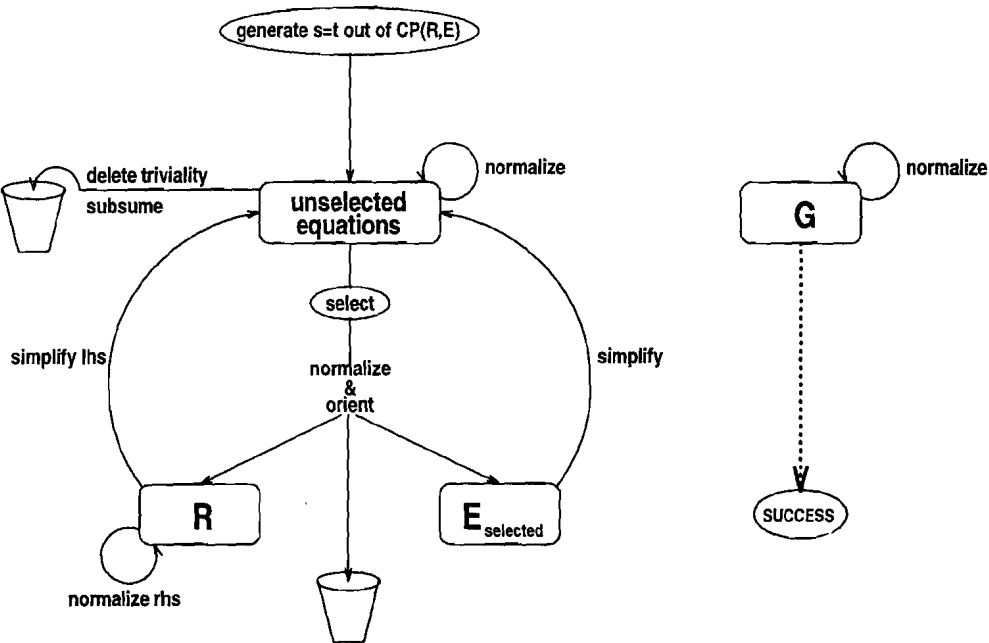 generate s=t out of CP(R,E)
delete triviality
subsume
normalize
unselected
equations
normalize
G
select
simplify lhs
normalize
&
orient
simplify
R
E selected
SUCCESS
normalize rhs